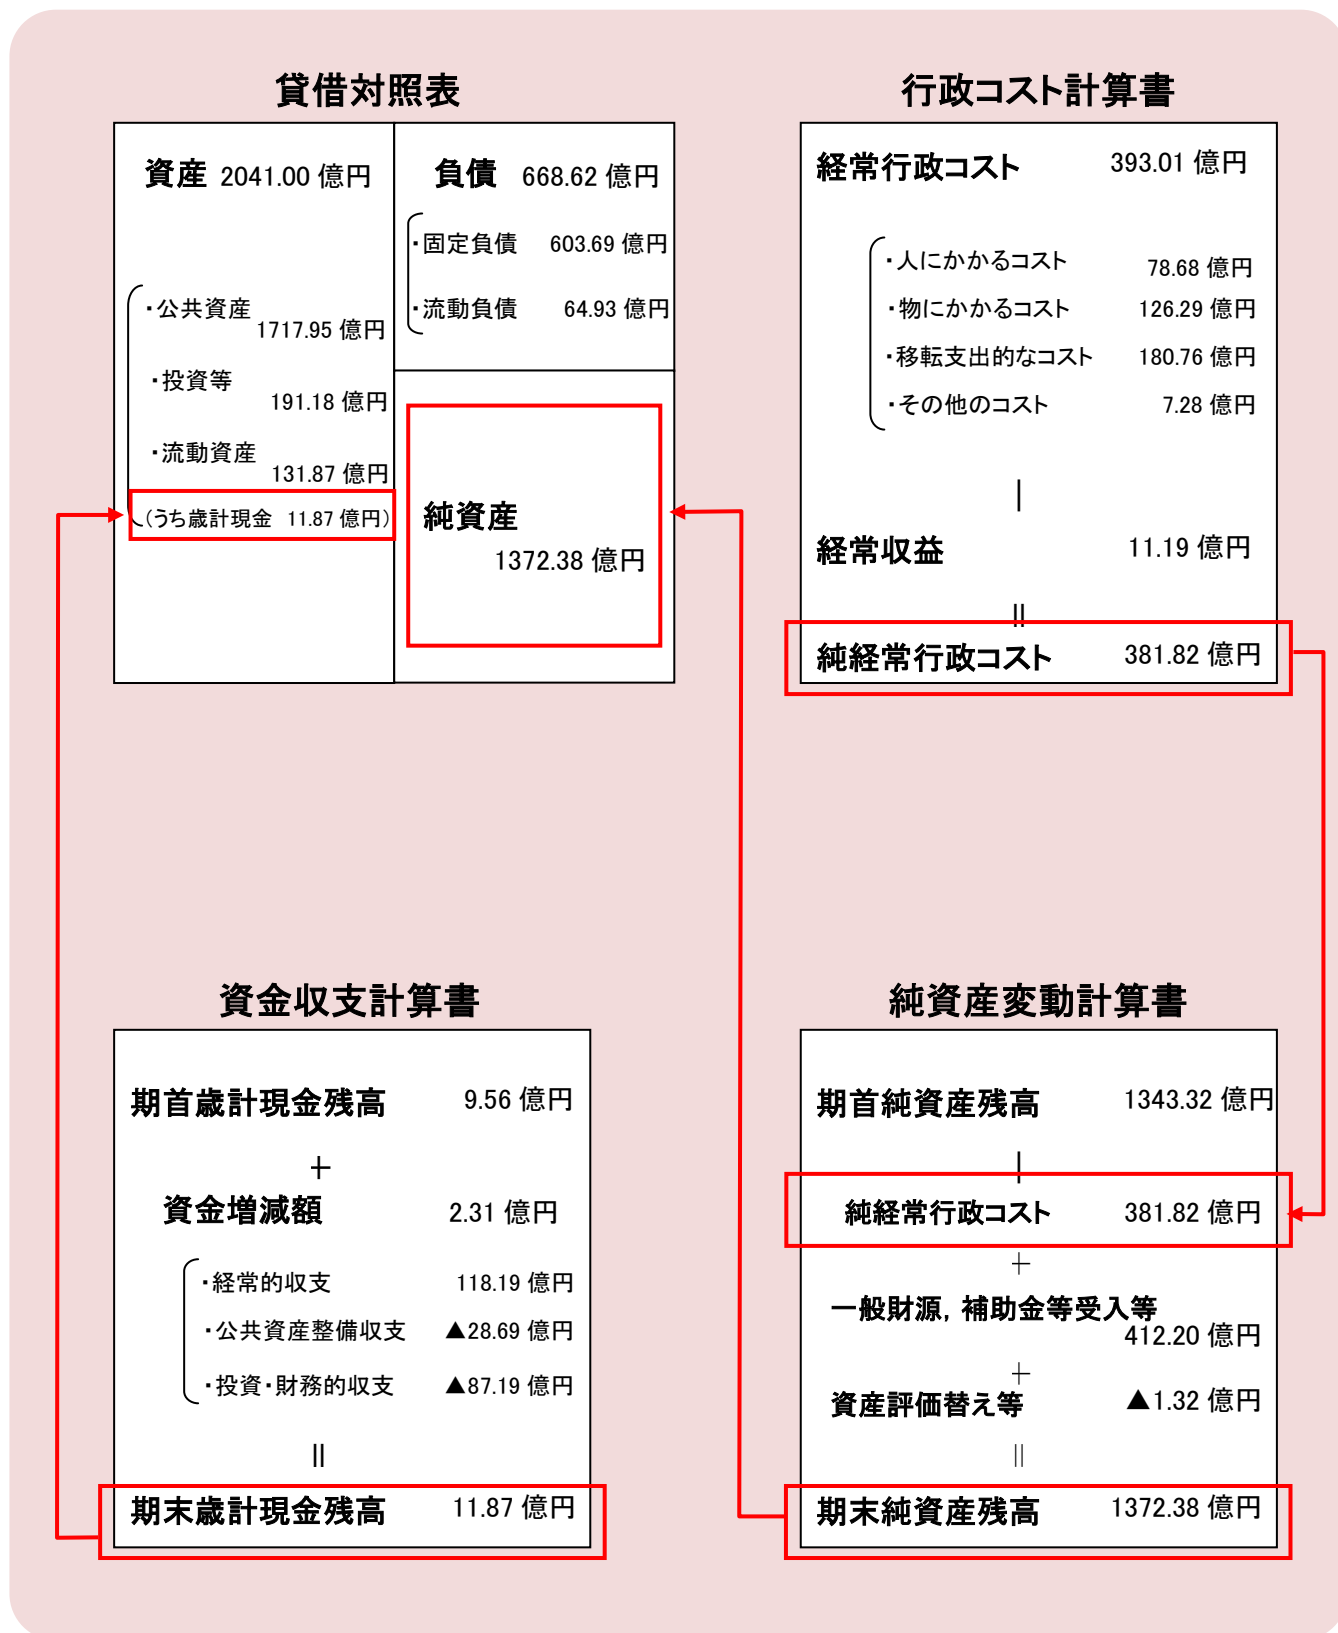 貸借対照表
資産 2041.00 億円
・公共資産
1717.95 億円
・投資等
191.18 億円
・流動資産
131.87 億円
(うち歳計現金 11.87 億円)
負債 668.62 億円
・固定負債 603.69 億円
・流動負債 64.93 億円
純資産
1372.38 億円
行政コスト計算書
経常行政コスト 393.01 億円
・人にかかるコスト 78.68 億円
・物にかかるコスト 126.29 億円
・移転支出的なコスト 180.76 億円
・その他のコスト 7.28 億円
|
経常収益 11.19 億円
||
純経常行政コスト 381.82 億円
資金収支計算書
期首歳計現金残高 9.56 億円
+
資金増減額 2.31 億円
・経常的収支 118.19 億円
・公共資産整備収支 ▲28.69 億円
・投資・財務的収支 ▲87.19 億円
||
期末歳計現金残高 11.87 億円
純資産変動計算書
期首純資産残高 1343.32 億円
|
純経常行政コスト 381.82 億円
+
一般財源, 補助金等受入等
412.20 億円
+
資産評価替え等 ▲1.32 億円
||
期末純資産残高 1372.38 億円